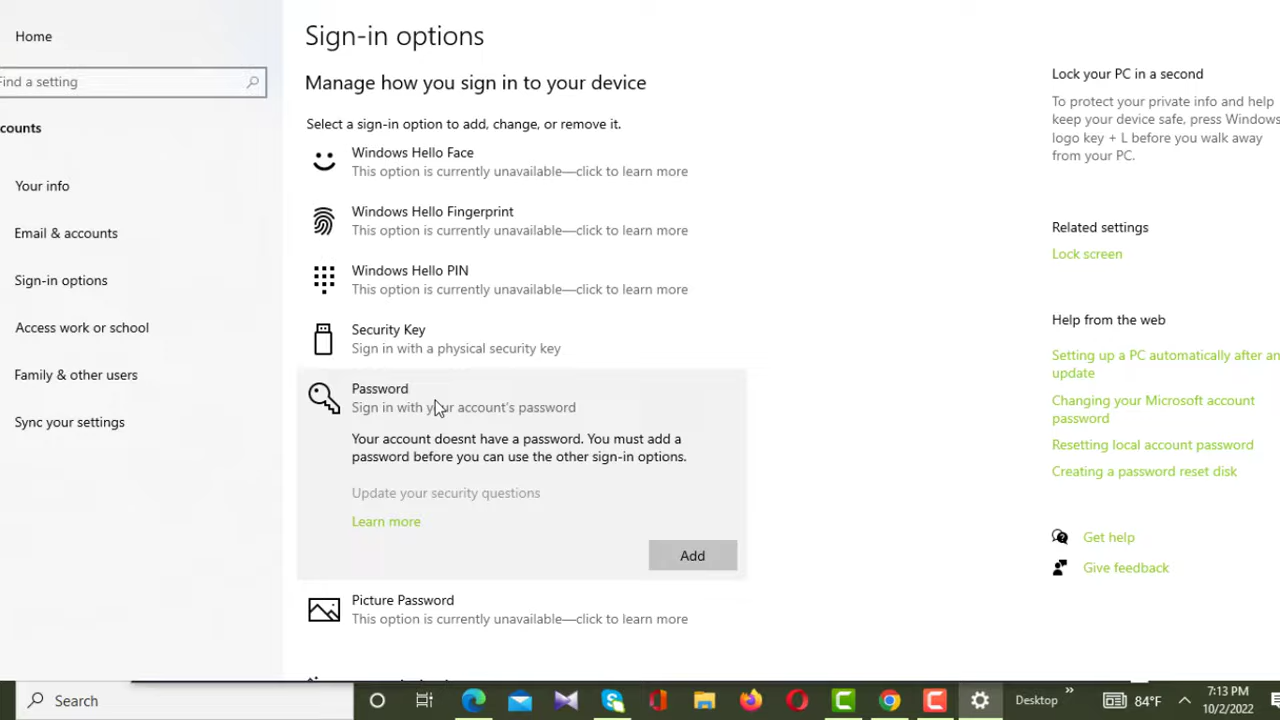 Home
Find a setting
counts
Your info
Email & accounts
Sign-in options
Access work or school
Family & other users
Sync your settings
Sign-in options
Manage how you sign in to your device
Select a sign-in option to add, change, or remove it.
Windows Hello Face
This option is currently unavailable—click to learn more
Windows Hello Fingerprint
This option is currently unavailable—click to learn more
Windows Hello PIN
This option is currently unavailable—click to learn more
Security Key
Sign in with a physical security key
Password
Sign in with your account's password
Your account doesnt have a password. You must add a
password before you can use the other sign-in options.
Update your security questions
Learn more
Add
Picture Password
This option is currently unavailable—click to learn more
Lock your PC in a second
To protect your private info and help
keep your device safe, press Windows
logo key + L before you walk away
from your PC.
Related settings
Lock screen
Help from the web
Setting up a PC automatically after an
update
Changing your Microsoft account
password
Resetting local account password
Creating a password reset disk
Get help
Give feedback
Search
Desktop
84°F
7:13 PM
10/2/2022